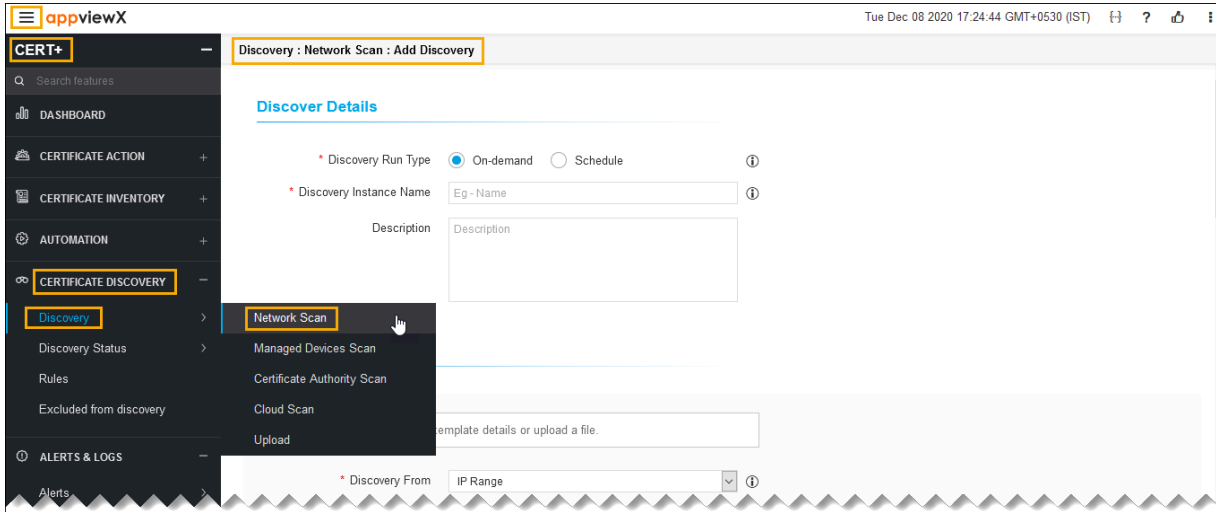 appviewX
Tue Dec 08 2020 17:24:44 GMT+0530 (IST)
CERT+
Discovery : Network Scan : Add Discovery
Search features
DASHBOARD
CERTIFICATE ACTION
CERTIFICATE INVENTORY
AUTOMATION
CERTIFICATE DISCOVERY
Discovery
Discovery Status
Rules
Excluded from discovery
ALERTS & LOGS
Alerts
Network Scan
Managed Devices Scan
Certificate Authority Scan
Cloud Scan
Upload
Discover Details
* Discovery Run Type On-demand Schedule
* Discovery Instance Name Eg - Name
Description Description
template details or upload a file.
* Discovery From IP Range